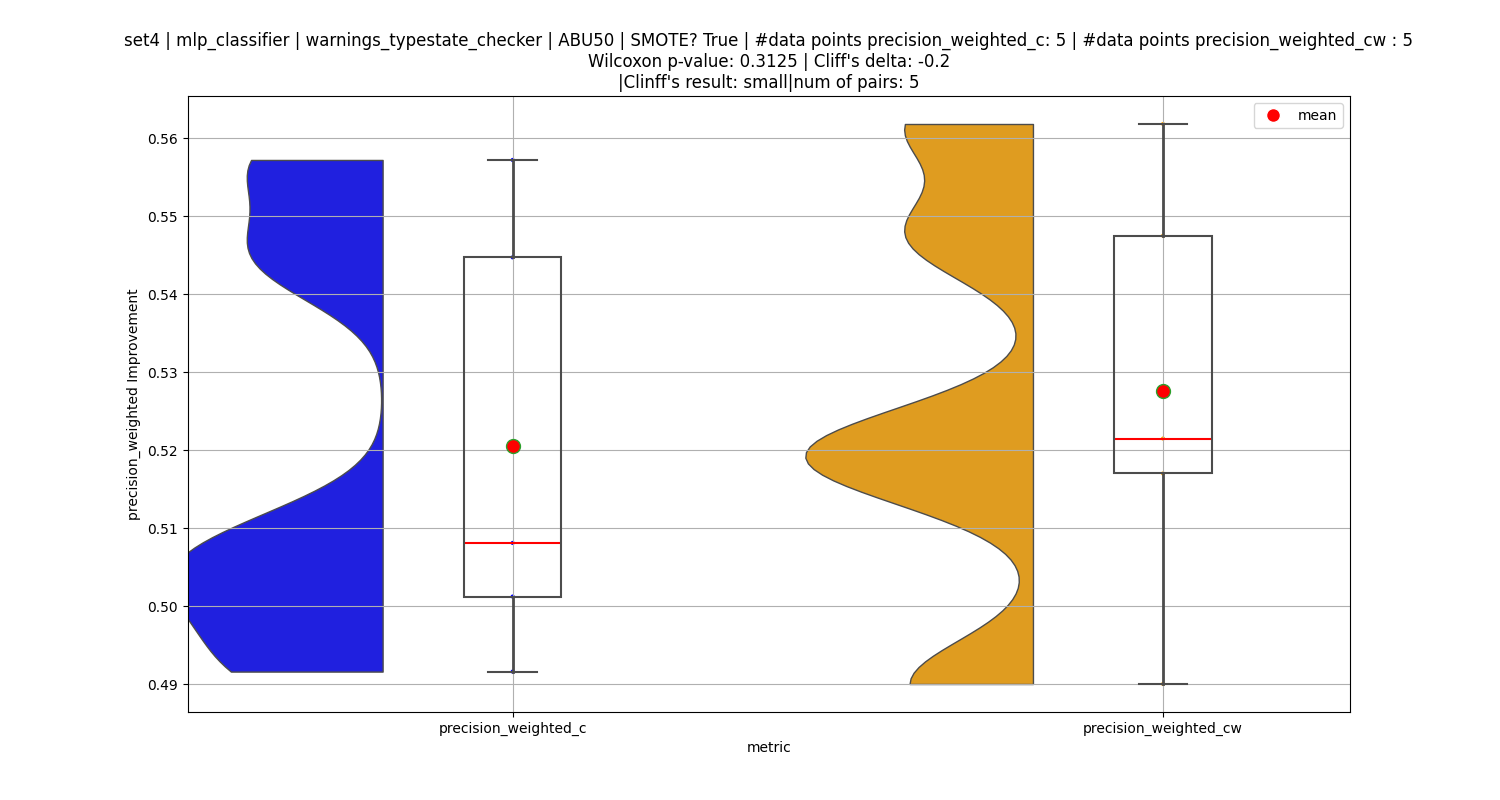 set4 | mlp_classifier | warnings_typestate_checker | ABU50 | SMOTE? True | #data points precision_weighted_c: 5 | #data points precision_weighted_cw : 5
Wilcoxon p-value: 0.3125 | Cliff's delta: -0.2
|Clinff's result: small|num of pairs: 5
mean
0.56
0.55
0.54
0.53
0.52
0.51
0.50
0.49
precision_weighted Improvement
precision_weighted_c
precision_weighted_cw
metric